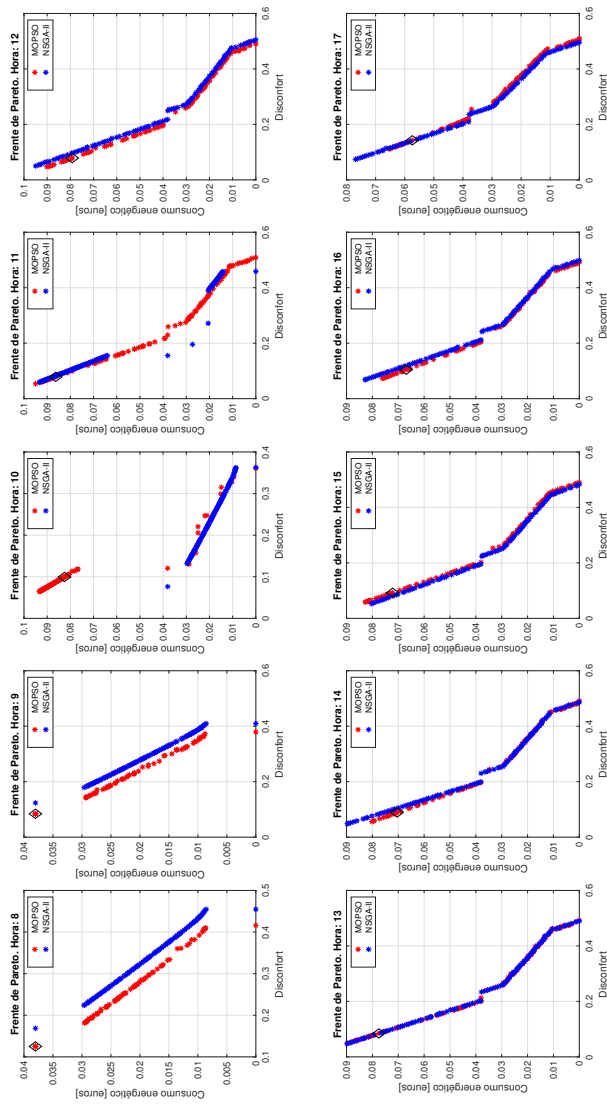 Frente de Pareto. Hora: 8
MOPSO
NSGA-II
Consumo energético [euros]
0.04
0.035
0.03
0.025
0.02
0.015
0.01
0.005
0
0.1 0.2 0.3 0.4 0.5
Disconfort
Frente de Pareto. Hora: 9
MOPSO
NSGA-II
Consumo energético [euros]
0.04
0.035
0.03
0.025
0.02
0.015
0.01
0.005
0
0 0.2 0.4 0.6
Disconfort
Frente de Pareto. Hora: 10
MOPSO
NSGA-II
Consumo energético [euros]
0.1
0.09
0.08
0.07
0.06
0.05
0.04
0.03
0.02
0.01
0
0 0.1 0.2 0.3 0.4
Disconfort
Frente de Pareto. Hora: 11
MOPSO
NSGA-II
Consumo energético [euros]
0.1
0.09
0.08
0.07
0.06
0.05
0.04
0.03
0.02
0.01
0
0 0.2 0.4 0.6
Disconfort
Frente de Pareto. Hora: 12
MOPSO
NSGA-II
Consumo energético [euros]
0.1
0.09
0.08
0.07
0.06
0.05
0.04
0.03
0.02
0.01
0
0 0.2 0.4 0.6
Disconfort
Frente de Pareto. Hora: 13
MOPSO
NSGA-II
Consumo energético [euros]
0.09
0.08
0.07
0.06
0.05
0.04
0.03
0.02
0.01
0
0 0.2 0.4 0.6
Disconfort
Frente de Pareto. Hora: 14
MOPSO
NSGA-II
Consumo energético [euros]
0.09
0.08
0.07
0.06
0.05
0.04
0.03
0.02
0.01
0
0 0.2 0.4 0.6
Disconfort
Frente de Pareto. Hora: 15
MOPSO
NSGA-II
Consumo energético [euros]
0.09
0.08
0.07
0.06
0.05
0.04
0.03
0.02
0.01
0
0 0.2 0.4 0.6
Disconfort
Frente de Pareto. Hora: 16
MOPSO
NSGA-II
Consumo energético [euros]
0.09
0.08
0.07
0.06
0.05
0.04
0.03
0.02
0.01
0
0 0.2 0.4 0.6
Disconfort
Frente de Pareto. Hora: 17
MOPSO
NSGA-II
Consumo energético [euros]
0.08
0.07
0.06
0.05
0.04
0.03
0.02
0.01
0
0 0.2 0.4 0.6
Disconfort